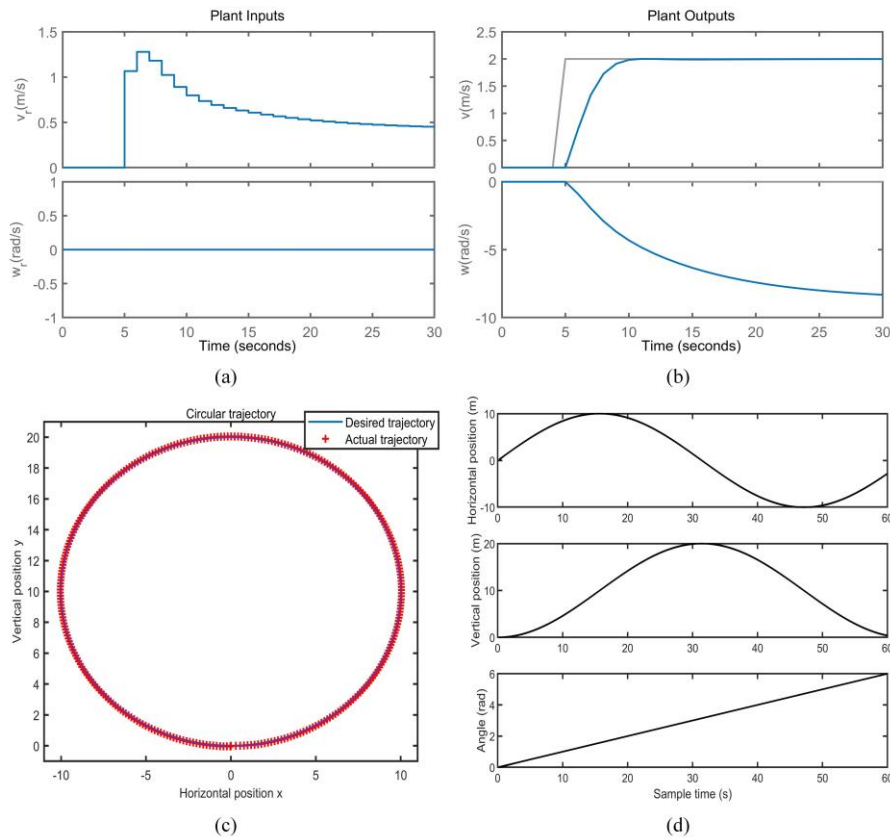 Plant Inputs
1.5
1
0.5
0
v_r(m/s)
1
0.5
0
-0.5
-1
w_r(rad/s)
0 5 10 15 20 25 30
Time (seconds)
(a)
Plant Outputs
2.5
2
1.5
1
0.5
0
v(m/s)
0
-5
-10
w(rad/s)
0 5 10 15 20 25 30
Time (seconds)
(b)
Circular trajectory
Desired trajectory
Actual trajectory
20
18
16
14
12
10
8
6
4
2
0
Vertical position y
-10 -5 0 5 10
Horizontal position x
(c)
10
0
-10
Horizontal position (m)
0 10 20 30 40 50 60
20
10
0
Vertical position (m)
0 10 20 30 40 50 60
6
4
2
0
Angle (rad)
0 10 20 30 40 50 60
Sample time (s)
(d)